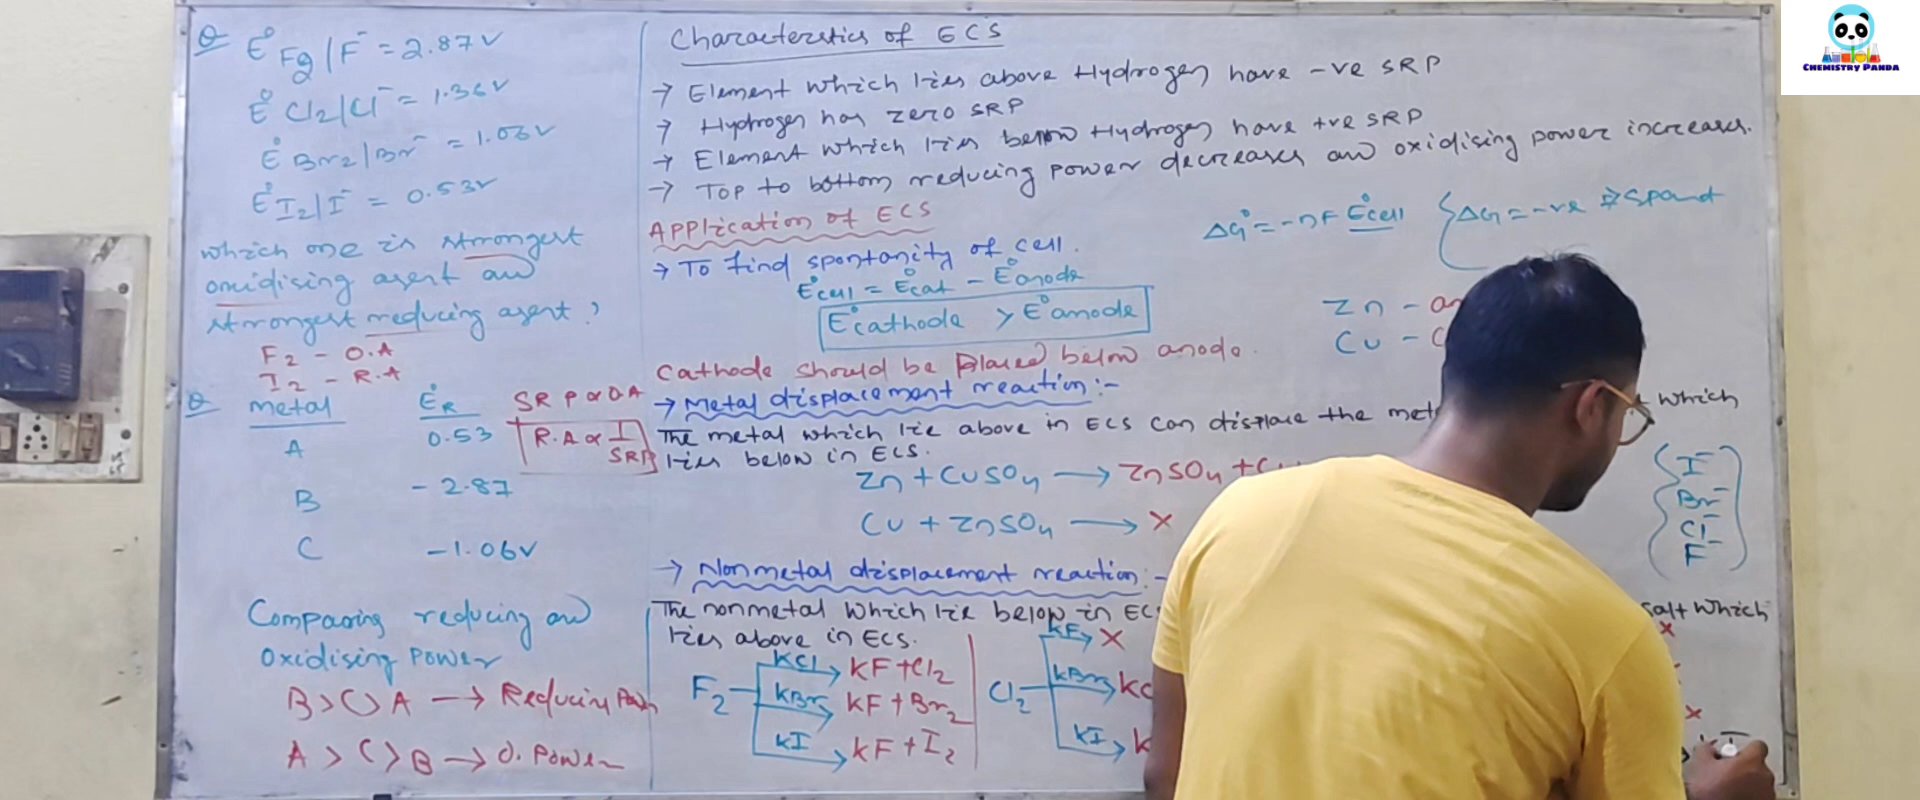 Q E° F2 | F⁻ = 2.87V
E° Cl2|Cl⁻ = 1.36V
E° Br2|Br⁻ = 1.06V
E° I2|I⁻ = 0.53V
which one is strongest
oxidising agent and
strongest reducing agent?
F2 - O.A
I2 - R.A
Q Metal E°R
A 0.53
B -2.87
C -1.06V
SRP ∝ OA
R.A ∝ 1/SRP
Comparing reducing and
Oxidising Power
B > C > A → Reducing
A > C > B → O. Power
Characterstics of ECS
→ Element which lies above Hydrogen have -ve SRP
→ Hydrogen has zero SRP
→ Element which lies below Hydrogen have +ve SRP
→ Top to bottom reducing power decreases and oxidising power increases.
Application of ECS
→ To find spontanity of cell.
E°cell = E°cat - E°anode
E°cathode > E°anode
ΔG° = -nF E°cell { ΔG = -ve
Zn -
Cu -
Cathode should be Placed below anode.
→ Metal displacement reaction :-
The metal which lie above in ECS can displace the which
lies below in ECS.
Zn + CuSO4 → ZnSO4 +
Cu + ZnSO4 → ×
I⁻
Br⁻
Cl⁻
F⁻
→ Nonmetal displacement reaction :-
The nonmetal which lie below in salt which
lies above in ECS.
F2 KCl → KF + Cl2
KBr → KF + Br2
KI → KF + I2
Cl2 KF → ×
KBr →
KI →
×
×
CHEMISTRY PANDA